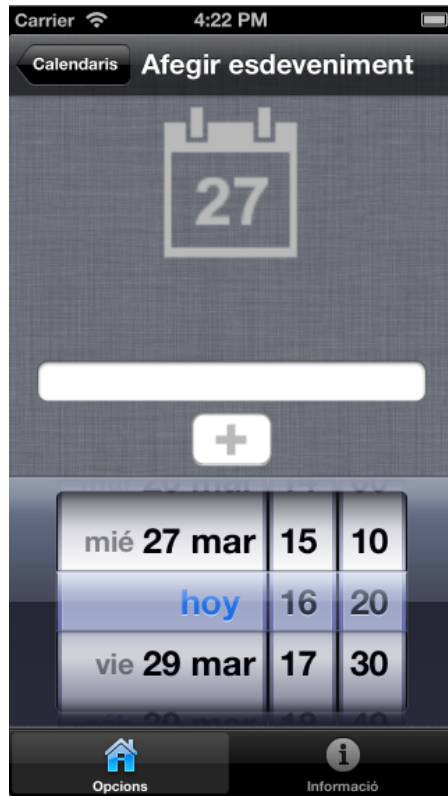 Carrier 4:22 PM
Calendaris Afegir esdeveniment
27
mié 27 mar 15 10
hoy 16 20
vie 29 mar 17 30
Opcions Informació